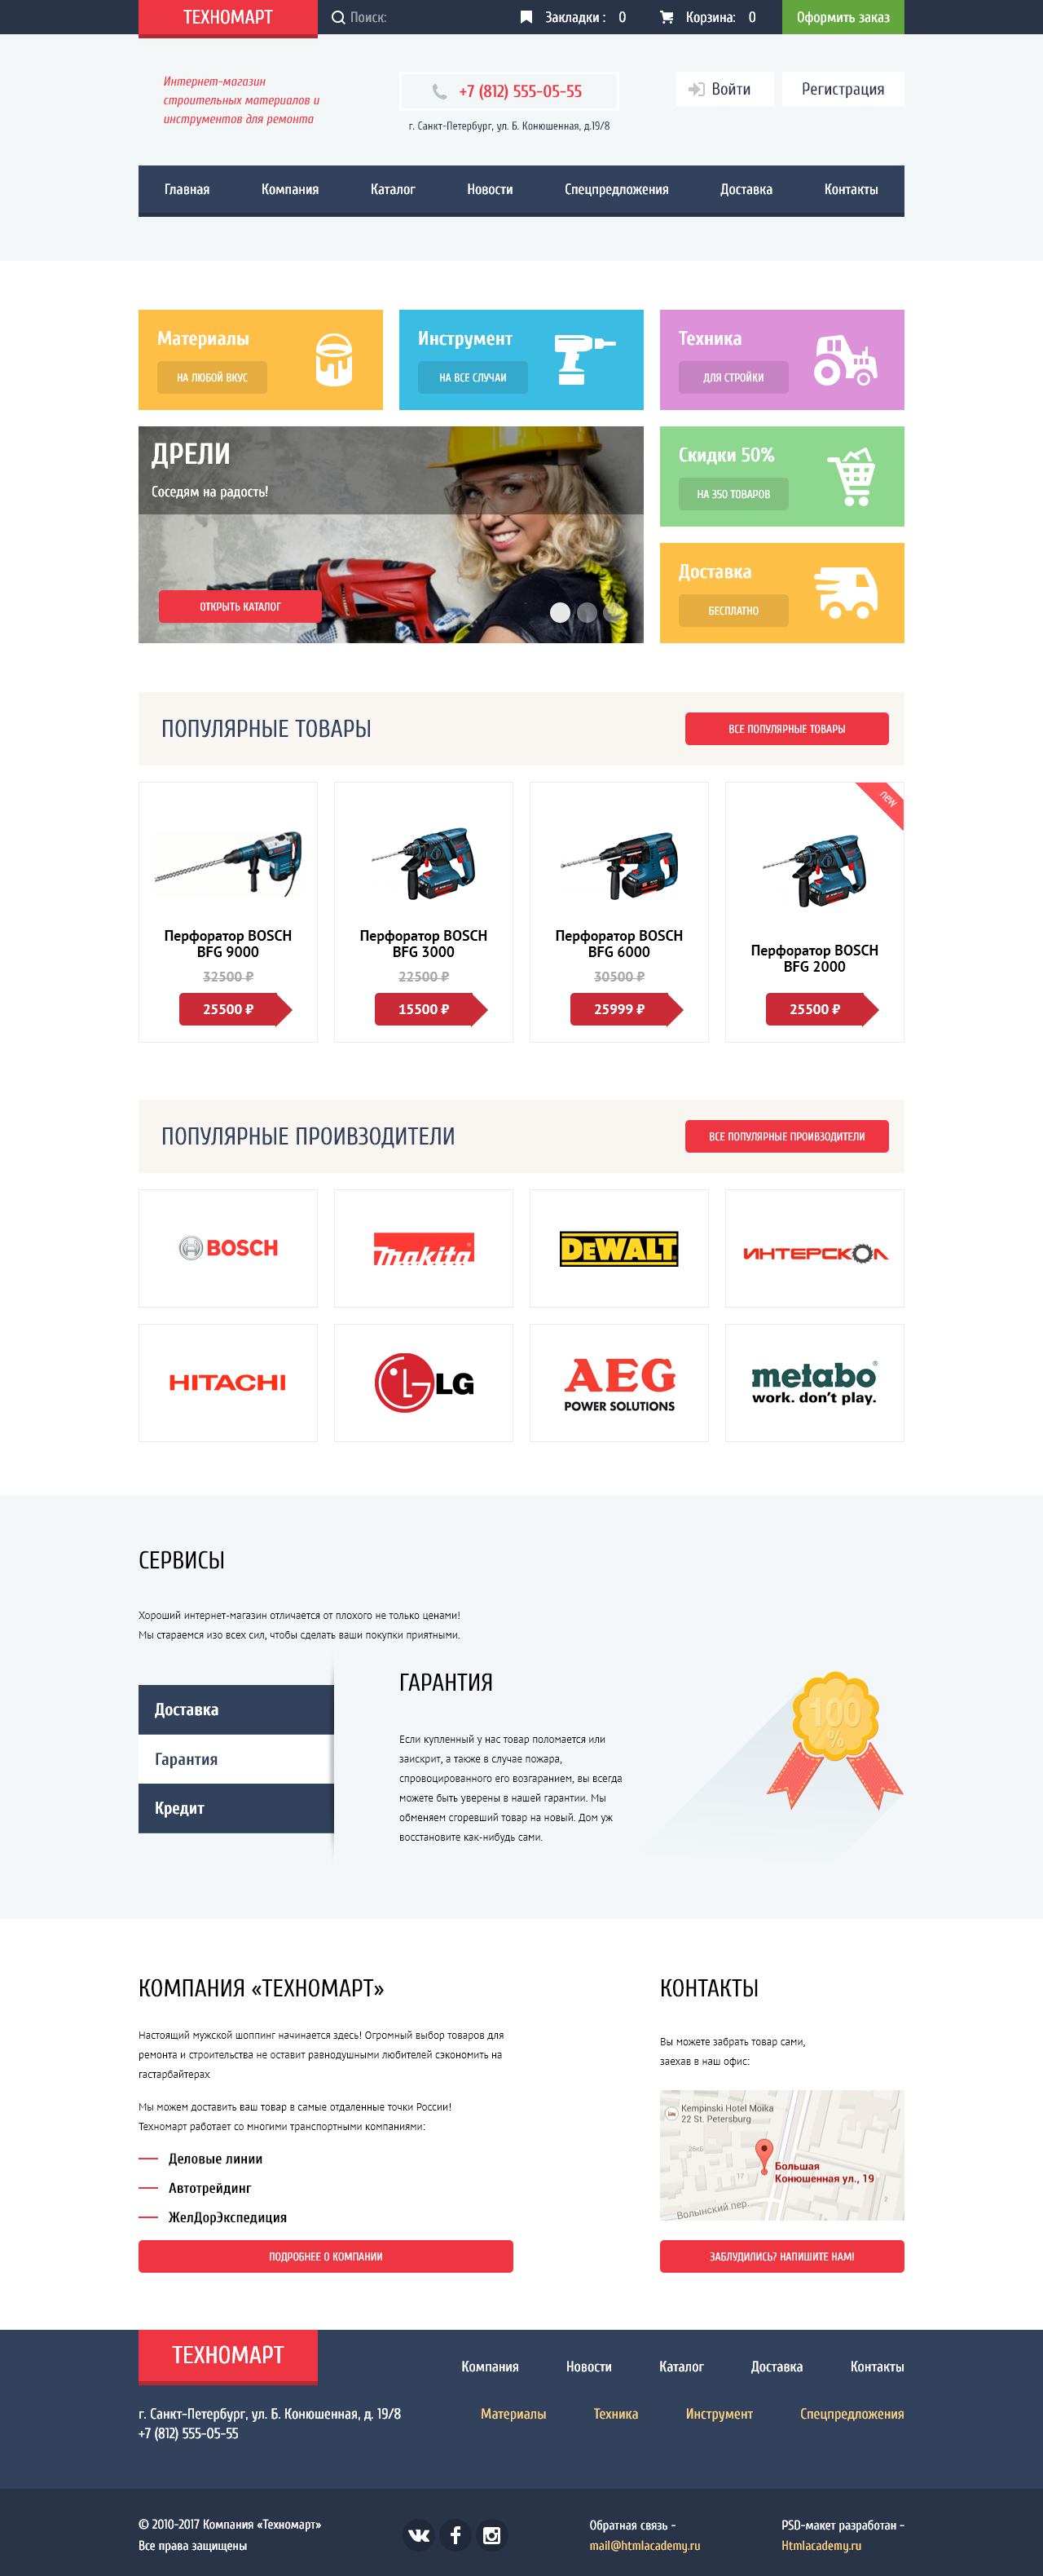 ТЕХНОМАРТ
Поиск:
Закладки : 0
Корзина: 0
Оформить заказ
Интернет-магазин
строительных материалов и
инструментов для ремонта
+7 (812) 555-05-55
г. Санкт-Петербург, ул. Б. Конюшенная, д.19/8
Войти
Регистрация
Главная
Компания
Каталог
Новости
Спецпредложения
Доставка
Контакты
Материалы
НА ЛЮБОЙ ВКУС
Инструмент
НА ВСЕ СЛУЧАИ
Техника
ДЛЯ СТРОЙКИ
ДРЕЛИ
Соседям на радость!
ОТКРЫТЬ КАТАЛОГ
Скидки 50%
НА 350 ТОВАРОВ
Доставка
БЕСПЛАТНО
ПОПУЛЯРНЫЕ ТОВАРЫ
ВСЕ ПОПУЛЯРНЫЕ ТОВАРЫ
Перфоратор BOSCH
BFG 9000
32500 ₽
25500 ₽
Перфоратор BOSCH
BFG 3000
22500 ₽
15500 ₽
Перфоратор BOSCH
BFG 6000
30500 ₽
25999 ₽
new
Перфоратор BOSCH
BFG 2000
25500 ₽
ПОПУЛЯРНЫЕ ПРОИВЗОДИТЕЛИ
ВСЕ ПОПУЛЯРНЫЕ ПРОИВЗОДИТЕЛИ
BOSCH
makita
DEWALT
ИНТЕРСКОЛ
HITACHI
LG
AEG
POWER SOLUTIONS
metabo®
work. don't play.
СЕРВИСЫ
Хороший интернет-магазин отличается от плохого не только ценами!
Мы стараемся изо всех сил, чтобы сделать ваши покупки приятными.
Доставка
Гарантия
Кредит
ГАРАНТИЯ
Если купленный у нас товар поломается или
заискрит, а также в случае пожара,
спровоцированного его возгаранием, вы всегда
можете быть уверены в нашей гарантии. Мы
обменяем сгоревший товар на новый. Дом уж
восстановите как-нибудь сами.
100
%
КОМПАНИЯ «ТЕХНОМАРТ»
Настоящий мужской шоппинг начинается здесь! Огромный выбор товаров для
ремонта и строительства не оставит равнодушными любителей сэкономить на
гастарбайтерах
Мы можем доставить ваш товар в самые отдаленные точки России!
Техномарт работает со многими транспортными компаниями:
Деловые линии
Автотрейдинг
ЖелДорЭкспедиция
ПОДРОБНЕЕ О КОМПАНИИ
КОНТАКТЫ
Вы можете забрать товар сами,
заехав в наш офис:
Kempinski Hotel Moika
22 St. Petersburg
26вБ
17
Большая
Конюшенная ул., 19
2
Волынский пер.
ЗАБЛУДИЛИСЬ? НАПИШИТЕ НАМ!
ТЕХНОМАРТ
г. Санкт-Петербург, ул. Б. Конюшенная, д. 19/8
+7 (812) 555-05-55
Компания
Новости
Каталог
Доставка
Контакты
Материалы
Техника
Инструмент
Спецпредложения
© 2010-2017 Компания «Техномарт»
Все права защищены
Обратная связь -
mail@htmlacademy.ru
PSD-макет разработан -
Htmlacademy.ru